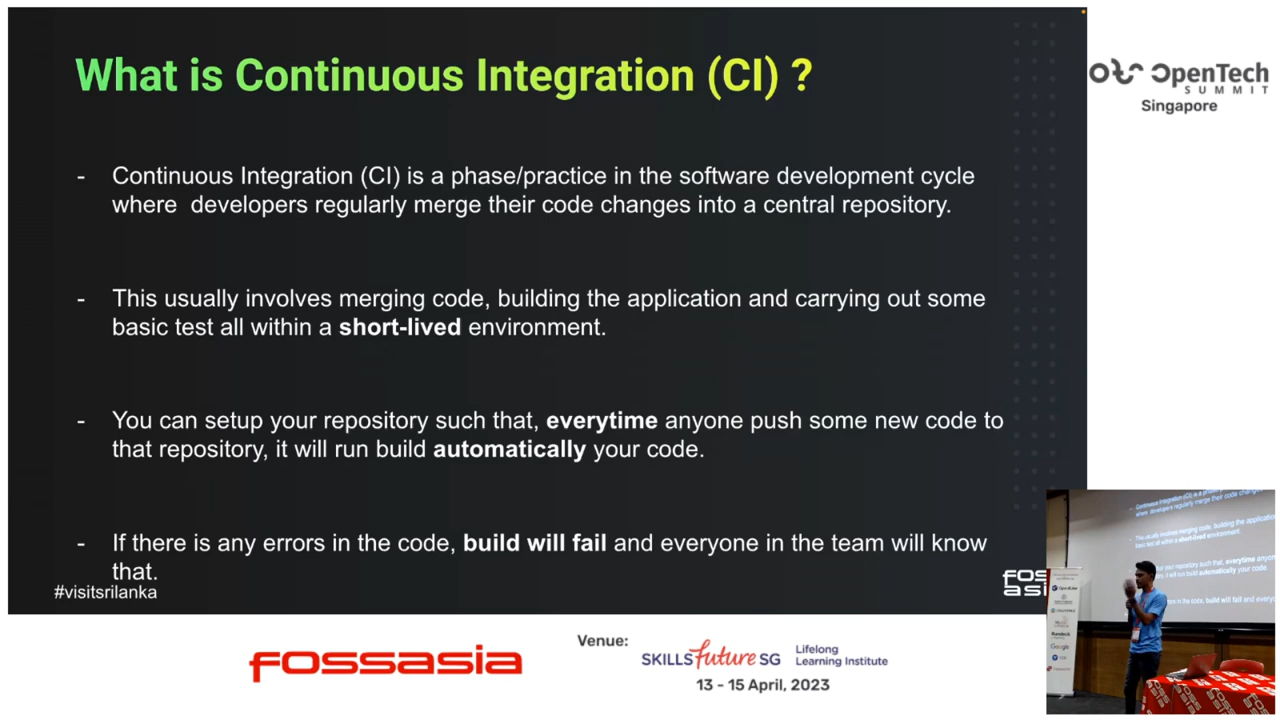 What is Continuous Integration (CI) ?
- Continuous Integration (CI) is a phase/practice in the software development cycle
where developers regularly merge their code changes into a central repository.
- This usually involves merging code, building the application and carrying out some
basic test all within a short-lived environment.
- You can setup your repository such that, everytime anyone push some new code to
that repository, it will run build automatically your code.
- If there is any errors in the code, build will fail and everyone in the team will know
that.
#visitsrilanka
OpenTech
SUMMIT
Singapore
fossasia
Venue:
SKILLS future SG
Lifelong
Learning Institute
13 - 15 April, 2023